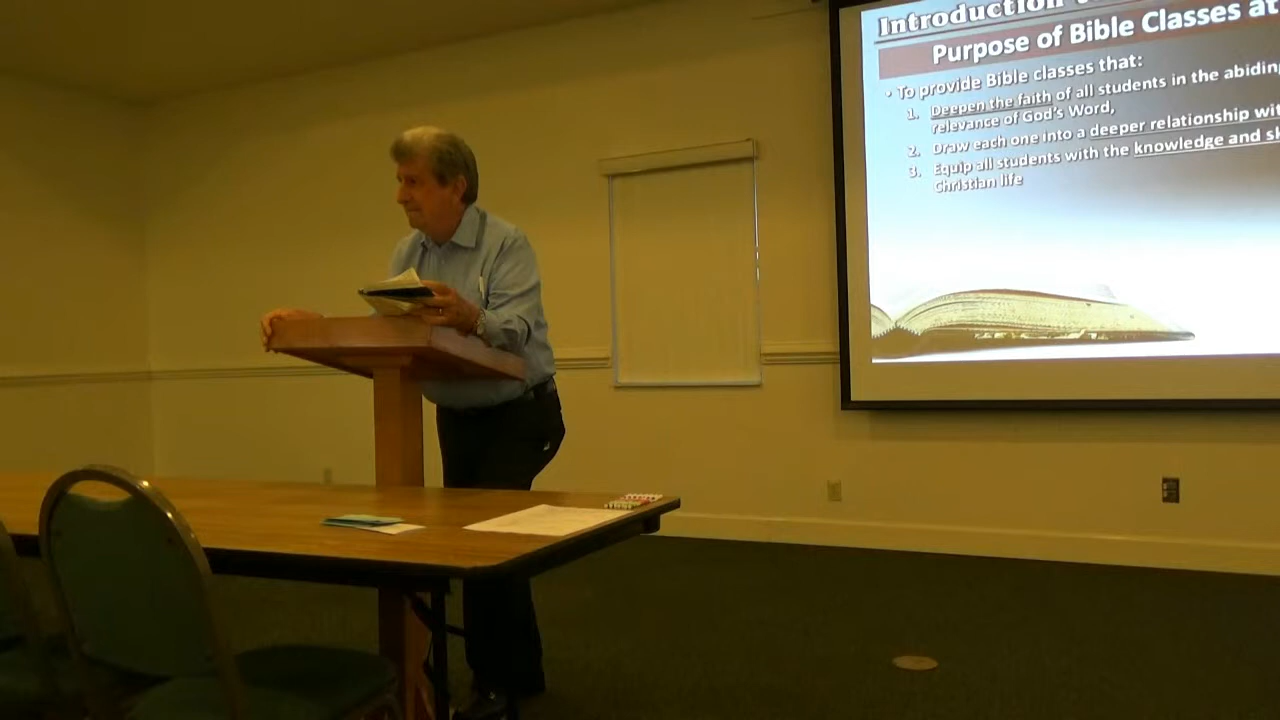 Introduction
Purpose of Bible Classes at
• To provide Bible classes that:
1. Deepen the faith of all students in the abiding
relevance of God's Word,
2. Draw each one into a deeper relationship wit
3. Equip all students with the knowledge and sk
Christian life